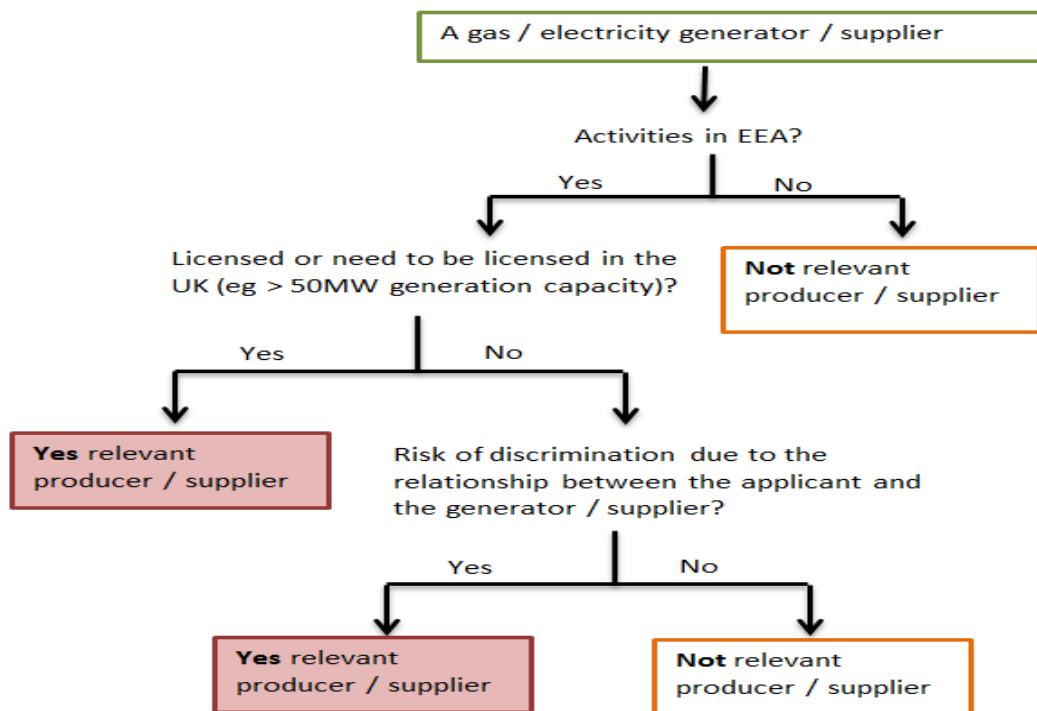 A gas / electricity generator / supplier
Activities in EEA?
Yes
No
Licensed or need to be licensed in the
UK (eg > 50MW generation capacity)?
Not relevant
producer / supplier
Yes
No
Yes relevant
producer / supplier
Risk of discrimination due to the
relationship between the applicant and
the generator / supplier?
Yes
No
Yes relevant
producer / supplier
Not relevant
producer / supplier